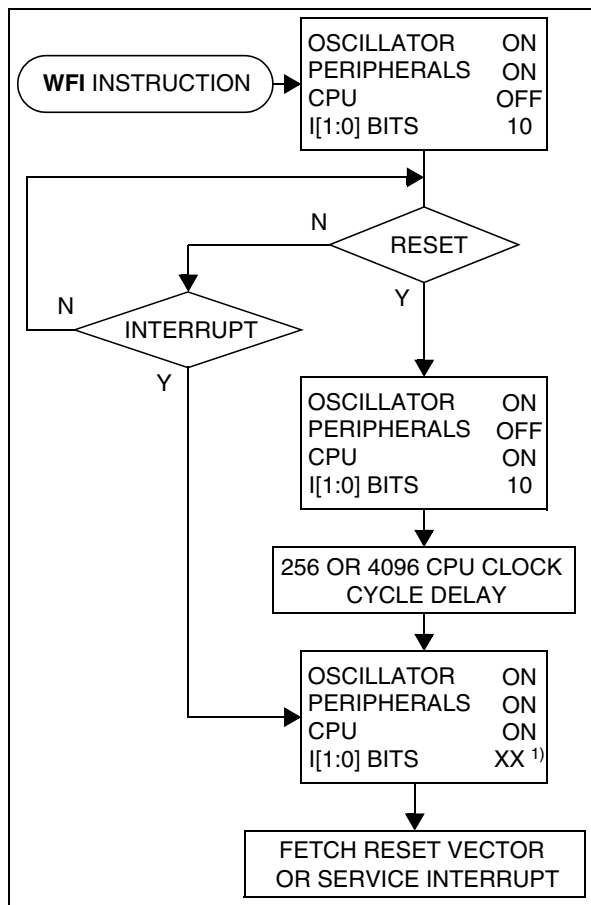 WFI INSTRUCTION
OSCILLATOR ON
PERIPHERALS ON
CPU OFF
I[1:0] BITS 10
N
RESET
Y
N
INTERRUPT
Y
OSCILLATOR ON
PERIPHERALS OFF
CPU ON
I[1:0] BITS 10
256 OR 4096 CPU CLOCK
CYCLE DELAY
OSCILLATOR ON
PERIPHERALS ON
CPU ON
I[1:0] BITS XX 1)
FETCH RESET VECTOR
OR SERVICE INTERRUPT